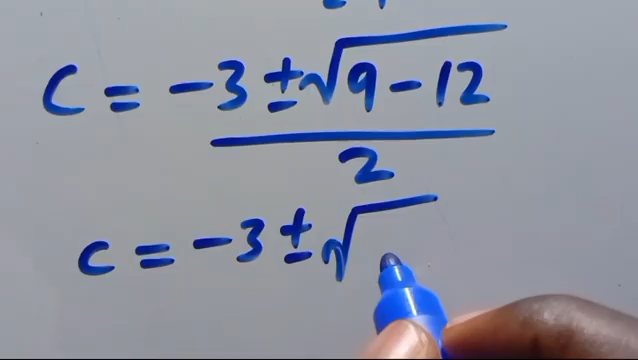 C = -3 ± √9 - 12
2
c = -3 ± √